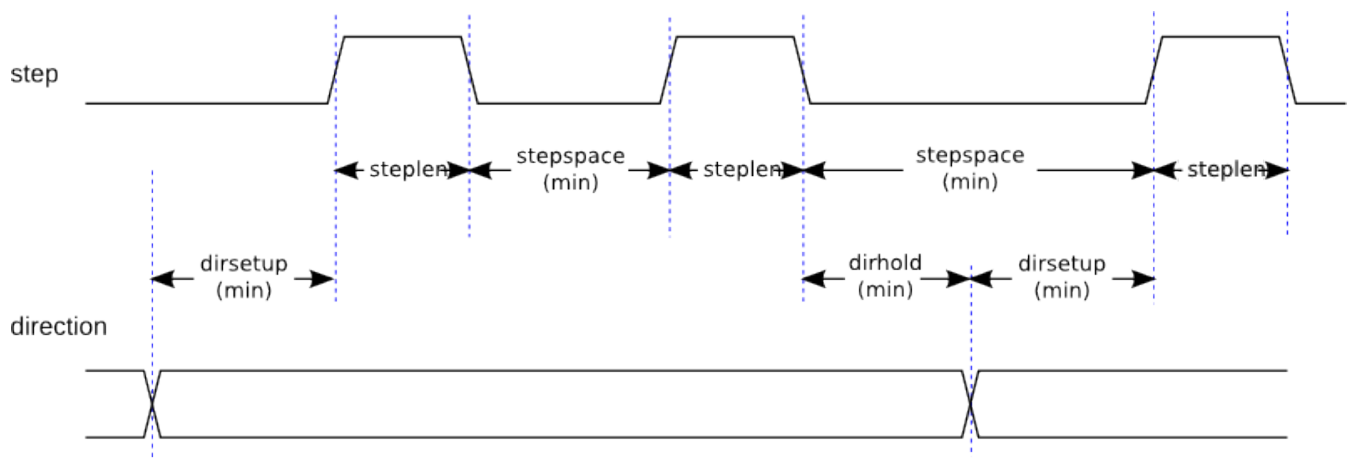 step
steplen
stepspace
(min)
steplen
stepspace
(min)
steplen
dirsetup
(min)
dirhold
(min)
dirsetup
(min)
direction